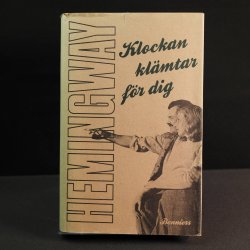 HEMINGWAY
Klockan
klämtar
för dig
Bonniers